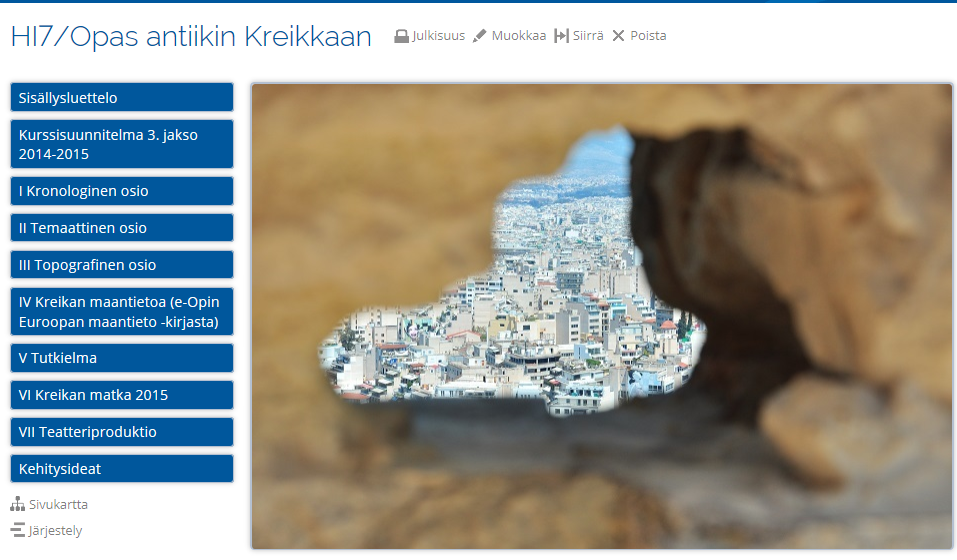 HI7/Opas antiikin Kreikkaan
Julkisuus Muokkaa Siirrä Poista
Sisällysluettelo
Kurssisuunnitelma 3. jakso
2014-2015
I Kronologinen osio
II Temaattinen osio
III Topografinen osio
IV Kreikan maantietoa (e-Opin
Euroopan maantieto -kirjasta)
V Tutkielma
VI Kreikan matka 2015
VII Teatteriproduktio
Kehitysideat
Sivukartta
Järjestely